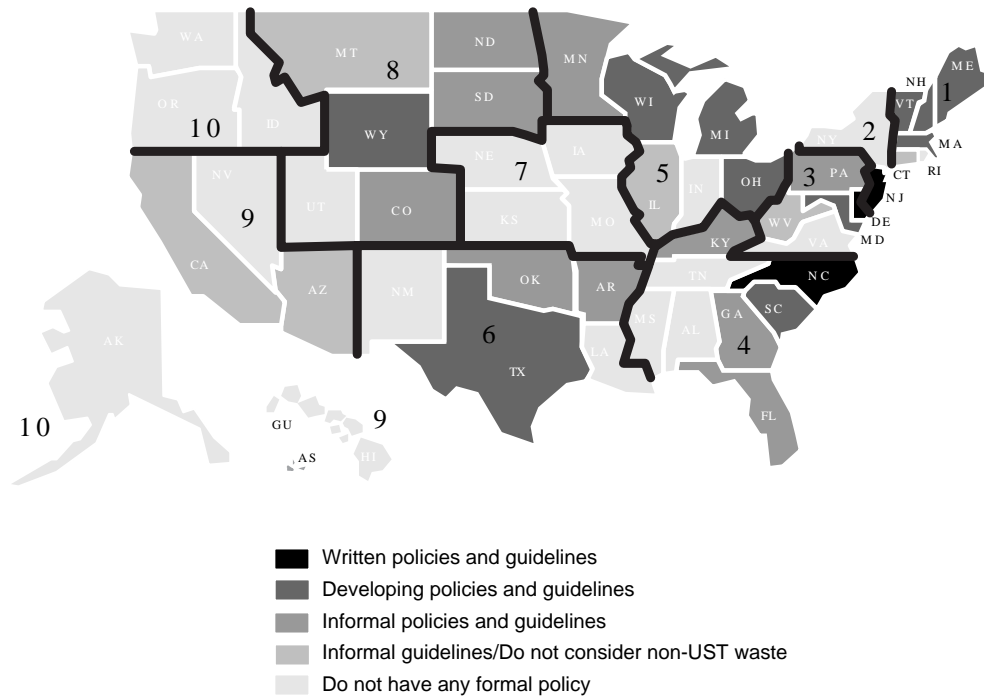 WA
MT
ND
MN
ME
NH
VT
1
8
OR
ID
10
SD
WI
MI
NY
2
MA
WY
CT
RI
NE
7
IA
5
3
PA
NJ
NV
9
UT
CO
KS
MO
IL
IN
OH
WV
DE
MD
VA
KY
CA
AZ
NM
OK
AR
TN
NC
MS
AL
GA
SC
4
6
TX
LA
AK
FL
10
9
GU
AS
HI
Written policies and guidelines
Developing policies and guidelines
Informal policies and guidelines
Informal guidelines/Do not consider non-UST waste
Do not have any formal policy